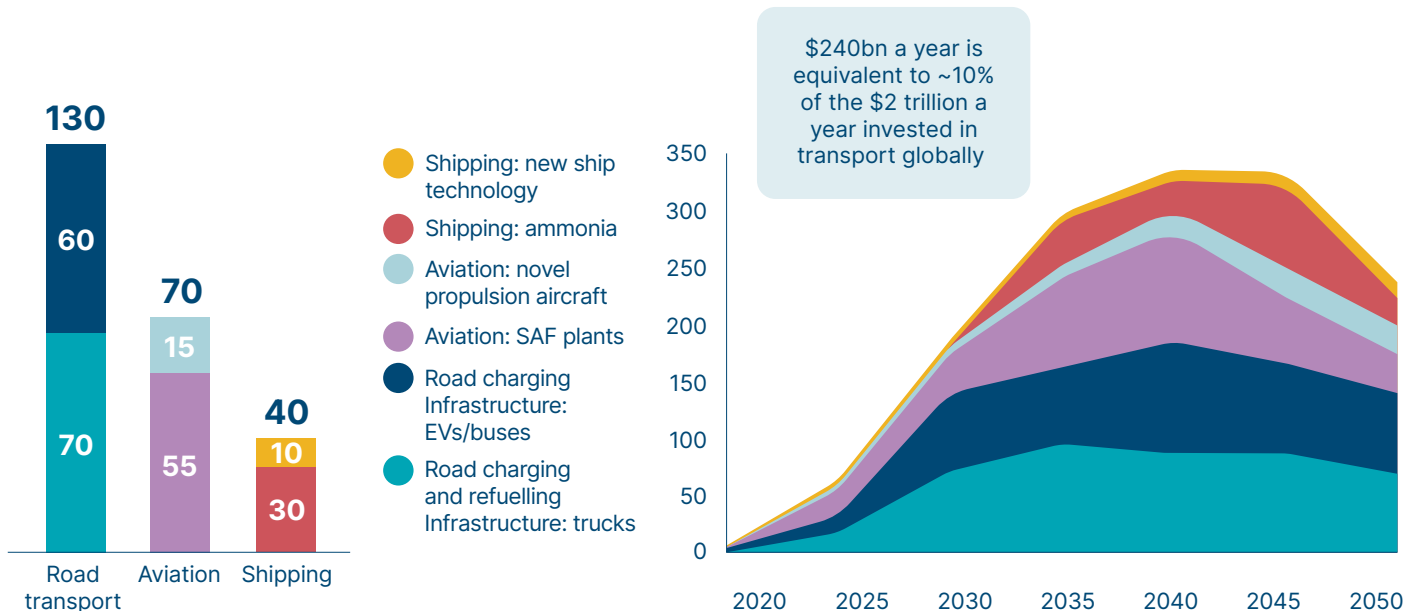 130
60
70
Road
transport
70
15
55
Aviation
40
10
30
Shipping
Shipping: new ship
technology
Shipping: ammonia
Aviation: novel
propulsion aircraft
Aviation: SAF plants
Road charging
Infrastructure:
EVs/buses
Road charging
and refuelling
Infrastructure: trucks
$240bn a year is
equivalent to ~10%
of the $2 trillion a
year invested in
transport globally
350
300
250
200
150
100
50
0
2020 2025 2030 2035 2040 2045 2050